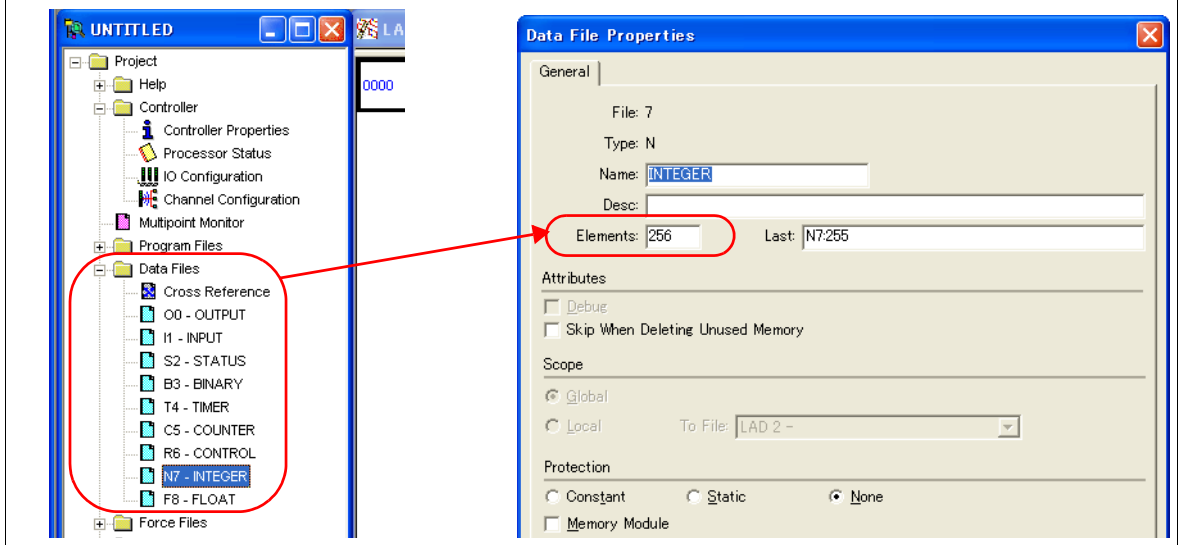 UNTITLED
LA
Project
Help
Controller
Controller Properties
Processor Status
IO Configuration
Channel Configuration
Multipoint Monitor
Program Files
Data Files
Cross Reference
O0 - OUTPUT
I1 - INPUT
S2 - STATUS
B3 - BINARY
T4 - TIMER
C5 - COUNTER
R6 - CONTROL
N7 - INTEGER
F8 - FLOAT
Force Files
0000
Data File Properties
General
File: 7
Type: N
Name: INTEGER
Desc:
Elements: 256 Last: N7:255
Attributes
Debug
Skip When Deleting Unused Memory
Scope
Global
Local To File: LAD 2 -
Protection
Constant Static None
Memory Module